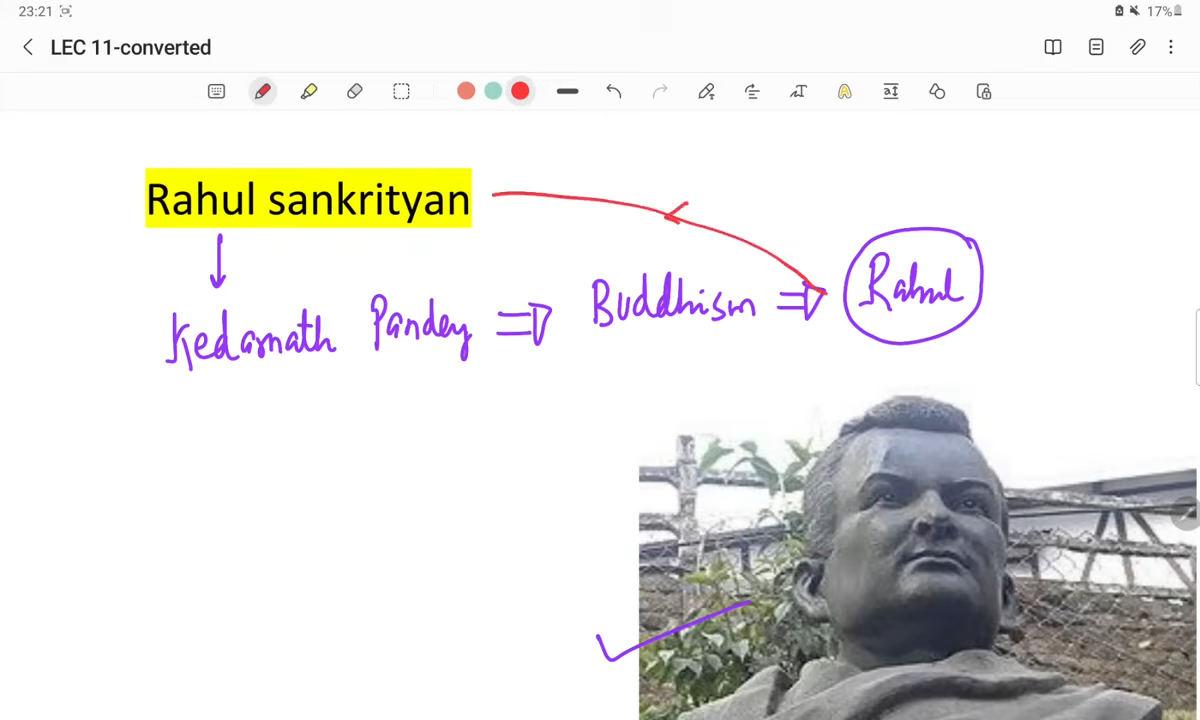 23:21
17%
LEC 11-converted
Rahul sankrityan
Kedarnath Pandey ⇒ Buddhism ⇒ Rahul